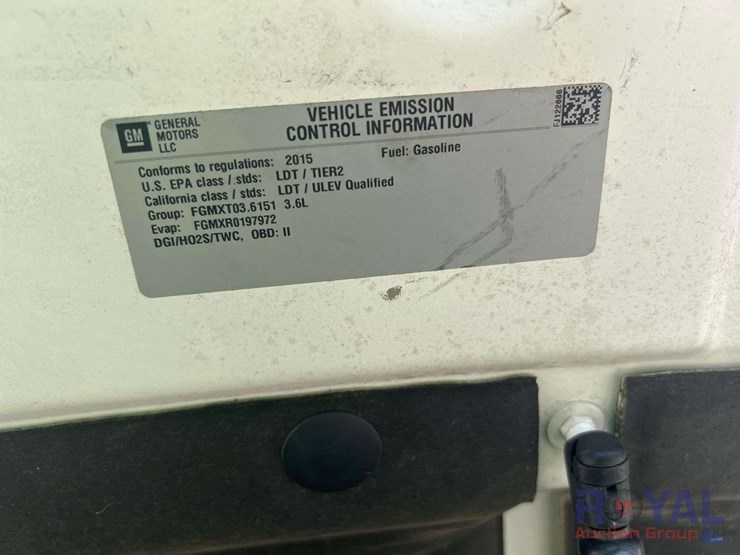 GM GENERAL MOTORS LLC
VEHICLE EMISSION
CONTROL INFORMATION
FJ122666
Conforms to regulations: 2015 Fuel: Gasoline
U.S. EPA class / stds: LDT / TIER2
California class / stds: LDT / ULEV Qualified
Group: FGMXT03.6151 3.6L
Evap: FGMXR0197972
DGI/HO2S/TWC, OBD: II
ROYAL
Auction Group